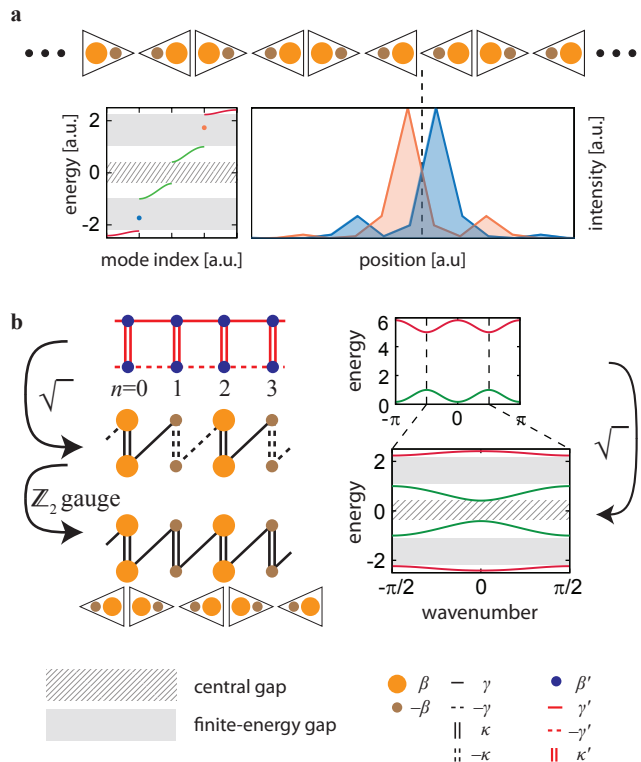 a
energy [a.u.]
2
0
-2
mode index [a.u.]
position [a.u]
intensity [a.u.]
b
√
n=0 1 2 3
ℤ₂ gauge
energy
6
4
2
0
-π 0 π
√
energy
2
0
-2
-π/2 0 π/2
wavenumber
central gap
finite-energy gap
β γ β′
−β −γ γ′
κ −γ′
−κ κ′